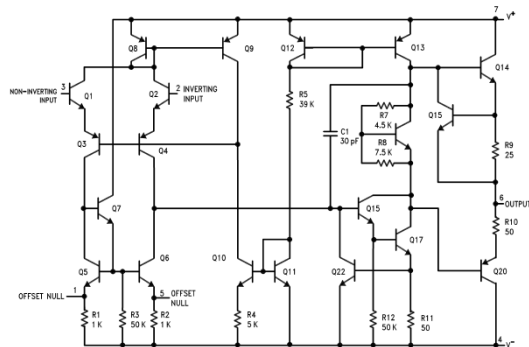 7
V+
Q8
Q9
Q12
Q13
Q14
3
NON-INVERTING
INPUT
Q1
Q2
2 INVERTING
INPUT
R5
39 K
R7
4.5 K
Q15
C1
30 pF
R8
7.5 K
R9
25
Q3
Q4
6
OUTPUT
Q7
Q15
R10
50
Q5
Q6
Q10
Q11
Q22
Q17
Q20
OFFSET NULL
1
5
OFFSET
NULL
R1
1 K
R3
50 K
R2
1 K
R4
5 K
R12
50 K
R11
50
4
V-